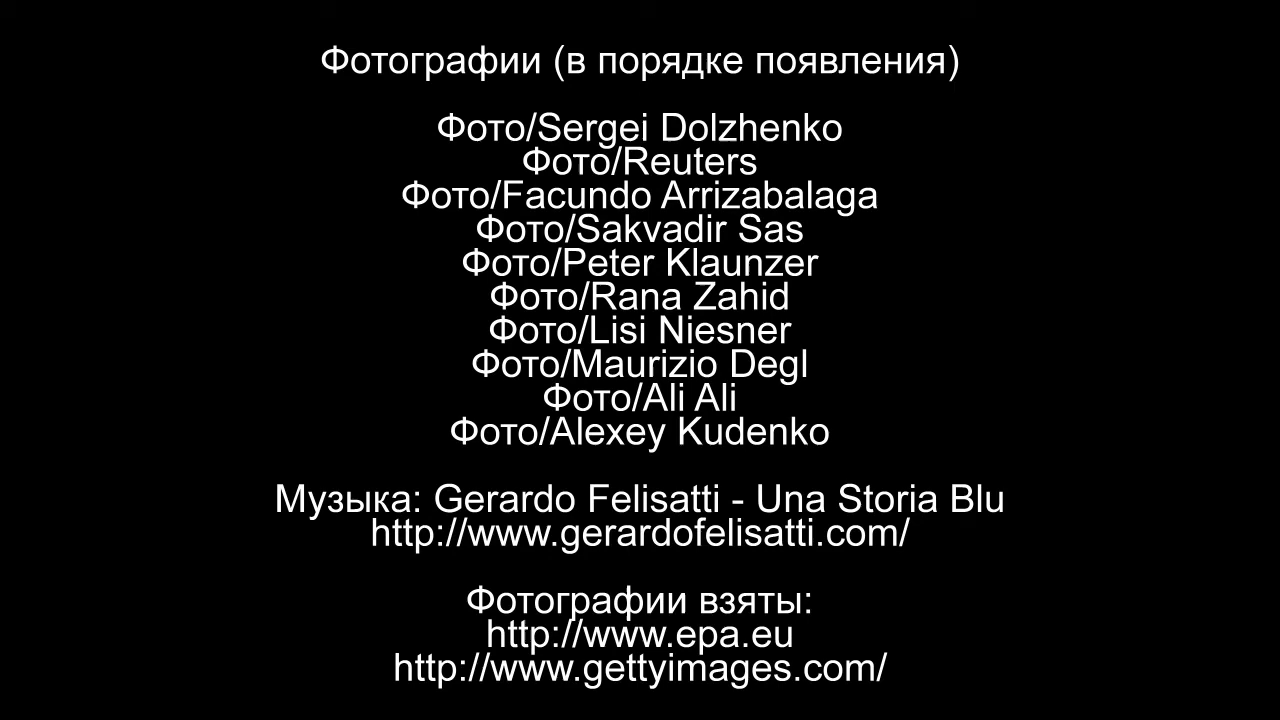 Фотографии (в порядке появления)
Фото/Sergei Dolzhenko
Фото/Reuters
Фото/Facundo Arrizabalaga
Фото/Sakvadir Sas
Фото/Peter Klaunzer
Фото/Rana Zahid
Фото/Lisi Niesner
Фото/Maurizio Degl
Фото/Ali Ali
Фото/Alexey Kudenko
Музыка: Gerardo Felisatti - Una Storia Blu
http://www.gerardofelisatti.com/
Фотографии взяты:
http://www.epa.eu
http://www.gettyimages.com/